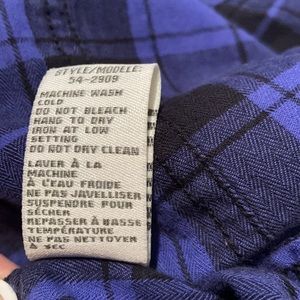 STYLE/MODÈLE:
54-2909
MACHINE WASH
COLD
DO NOT BLEACH
HANG TO DRY
IRON AT LOW
SETTING
DO NOT DRY CLEAN
LAVER À LA
MACHINE
À L'EAU FROIDE
NE PAS JAVELLISER
SUSPENDRE POUR
SÉCHER
REPASSER À BASSE
TEMPÉRATURE
NE PAS NETTOYER
À SEC